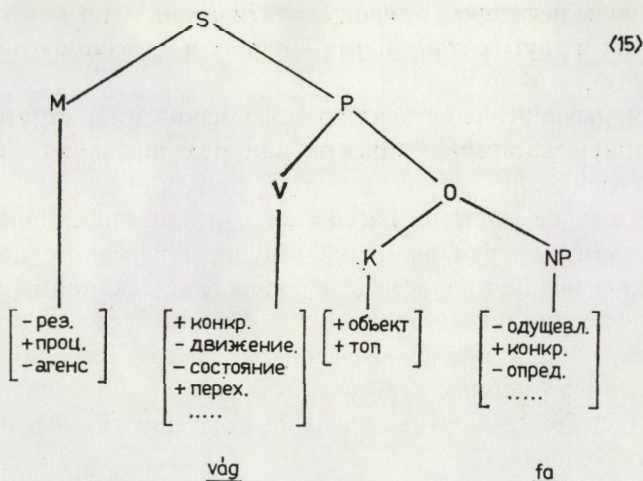 S
⟨15⟩
M P
V O
K NP
- рез. + конкр. + объект - одушевл.
+ проц. - движение. + топ + конкр.
- агенс - состояние - опред.
+ перех. .....
.....
vág fa